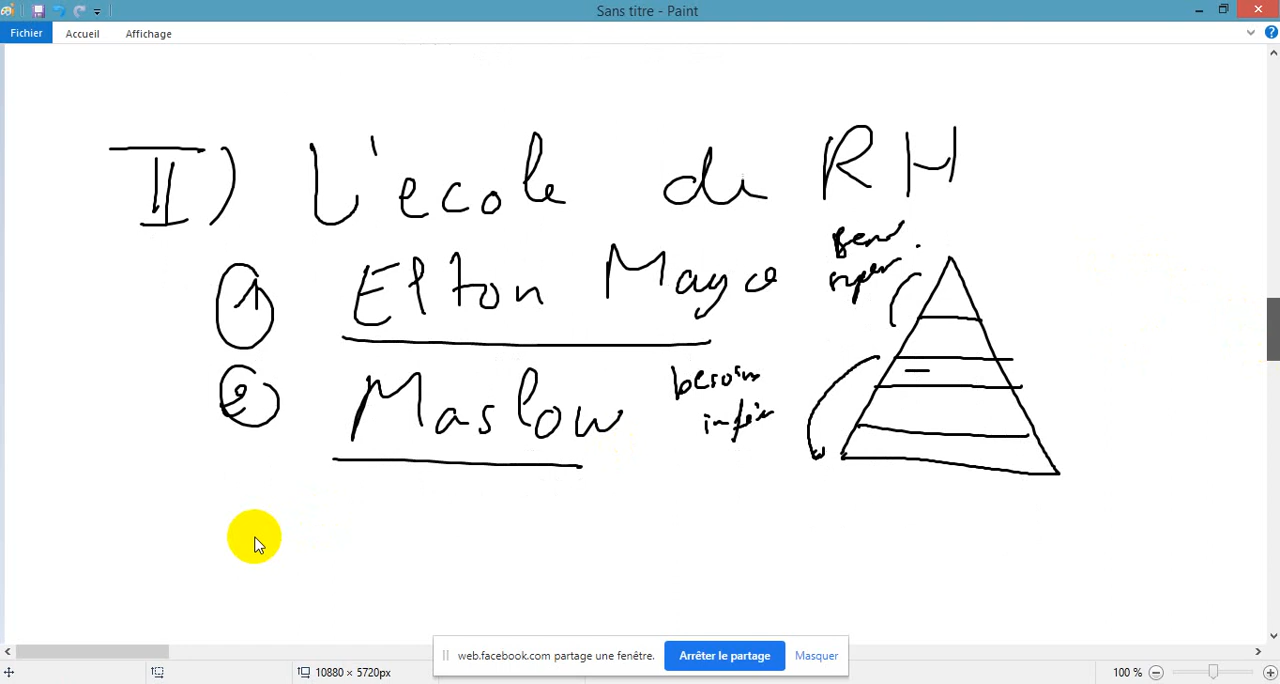 Sans titre - Paint
Fichier Accueil Affichage
II) L'ecole de RH
1 Elton Mayo
2 Maslow
besoin
web.facebook.com partage une fenêtre. Arrêter le partage Masquer
10880 × 5720px
100 %